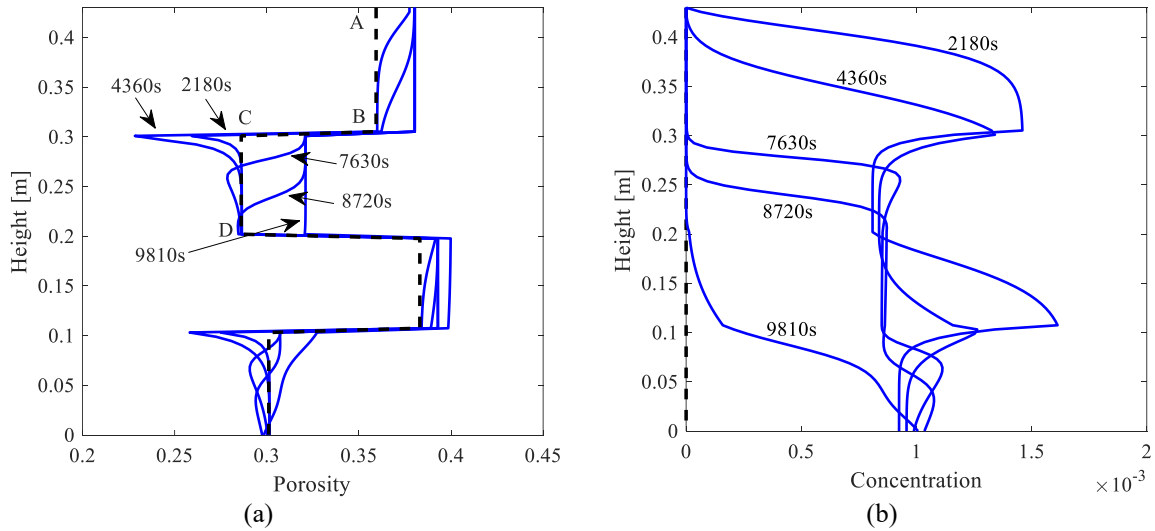 0.4
0.35
0.3
0.25
0.2
0.15
0.1
0.05
0
Height [m]
A
2180s
4360s
C
B
7630s
8720s
D
9810s
0.2
0.25
0.3
0.35
0.4
0.45
Porosity
(a)
0.4
0.35
0.3
0.25
0.2
0.15
0.1
0.05
0
Height [m]
2180s
4360s
7630s
8720s
9810s
0
0.5
1
1.5
2
×10⁻³
Concentration
(b)